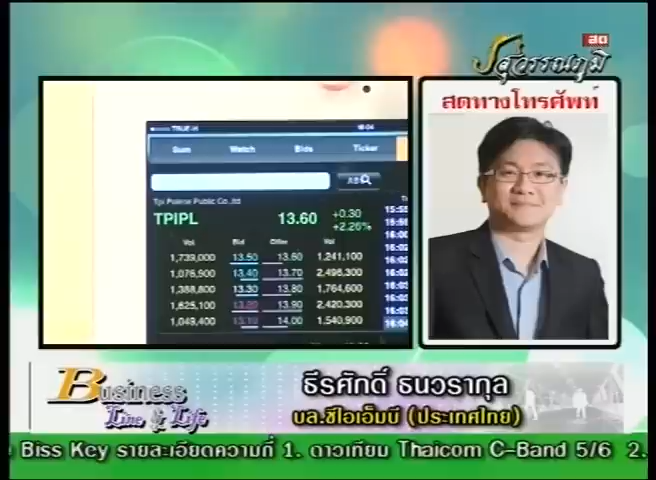 สด
สุวรรณภูมิ
สดทางโทรศัพท์
TRUE-H 16:04
Sum Watch Bids Ticker
Tpi Polene Public Co.,ltd
TPIPL 13.60 +0.30
+2.26%
Vol Bid Offer Vol
1,739,000 13.50 13.60 1,241,100
1,076,900 13.40 13.70 2,496,300
1,388,800 13.30 13.80 1,764,600
1,625,100 13.20 13.90 2,420,300
1,049,400 13.10 14.00 1,540,900
Business
Line & Life
ธีรศักดิ์ ธนวรากุล
บล.ซีไอเอ็มบี (ประเทศไทย)
Biss Key รายละเอียดความถี่ 1. ดาวเทียม Thaicom C-Band 5/6 2.